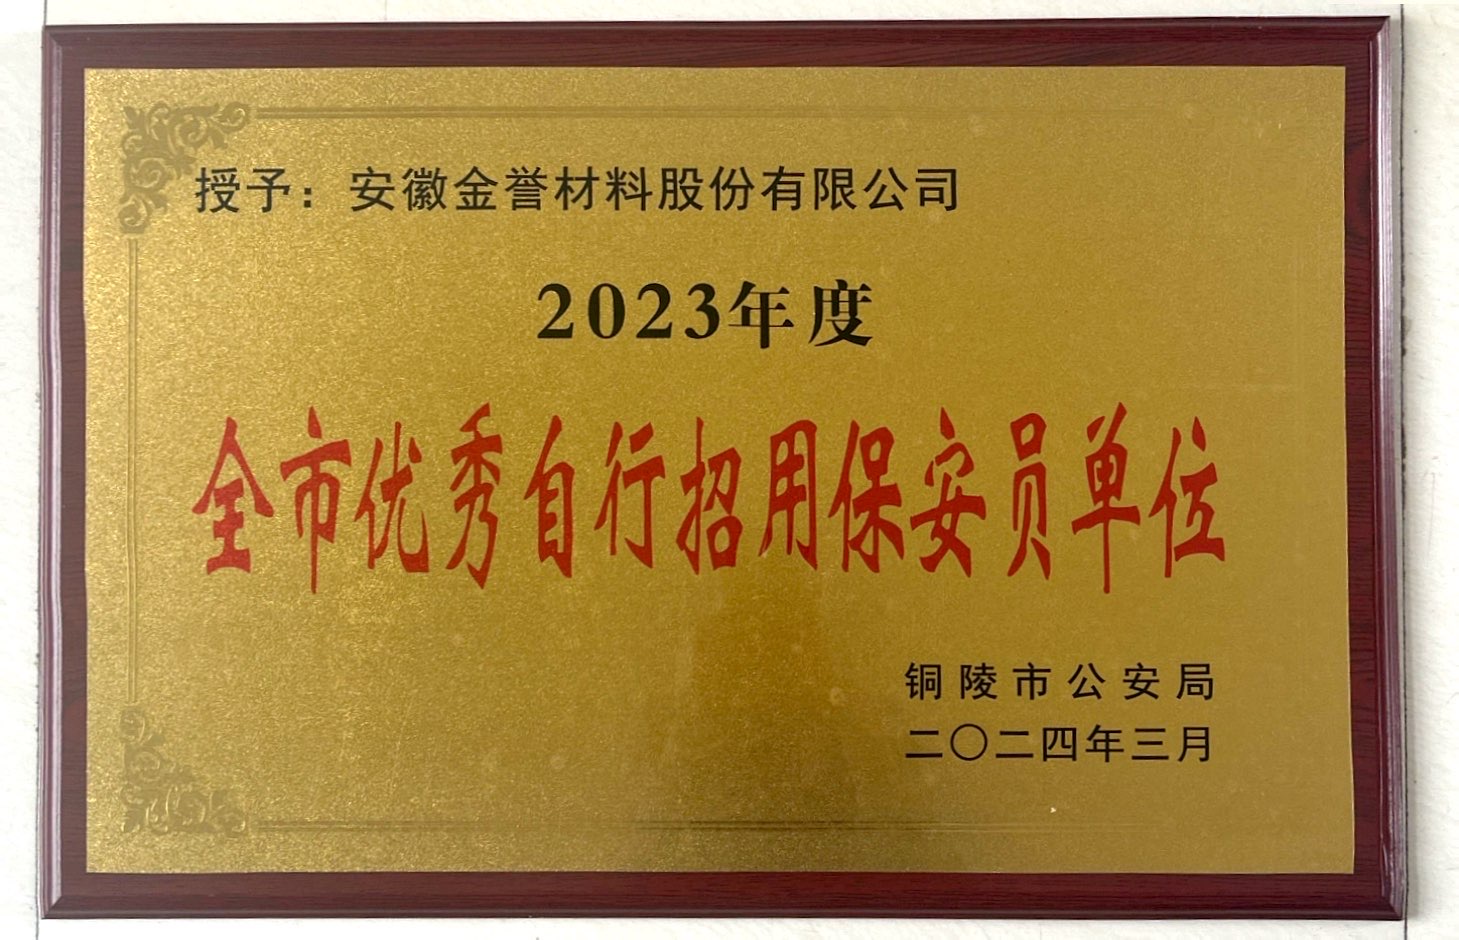 授予：安徽金誉材料股份有限公司
2023年度
全市优秀自行招用保安员单位
铜陵市公安局
二〇二四年三月